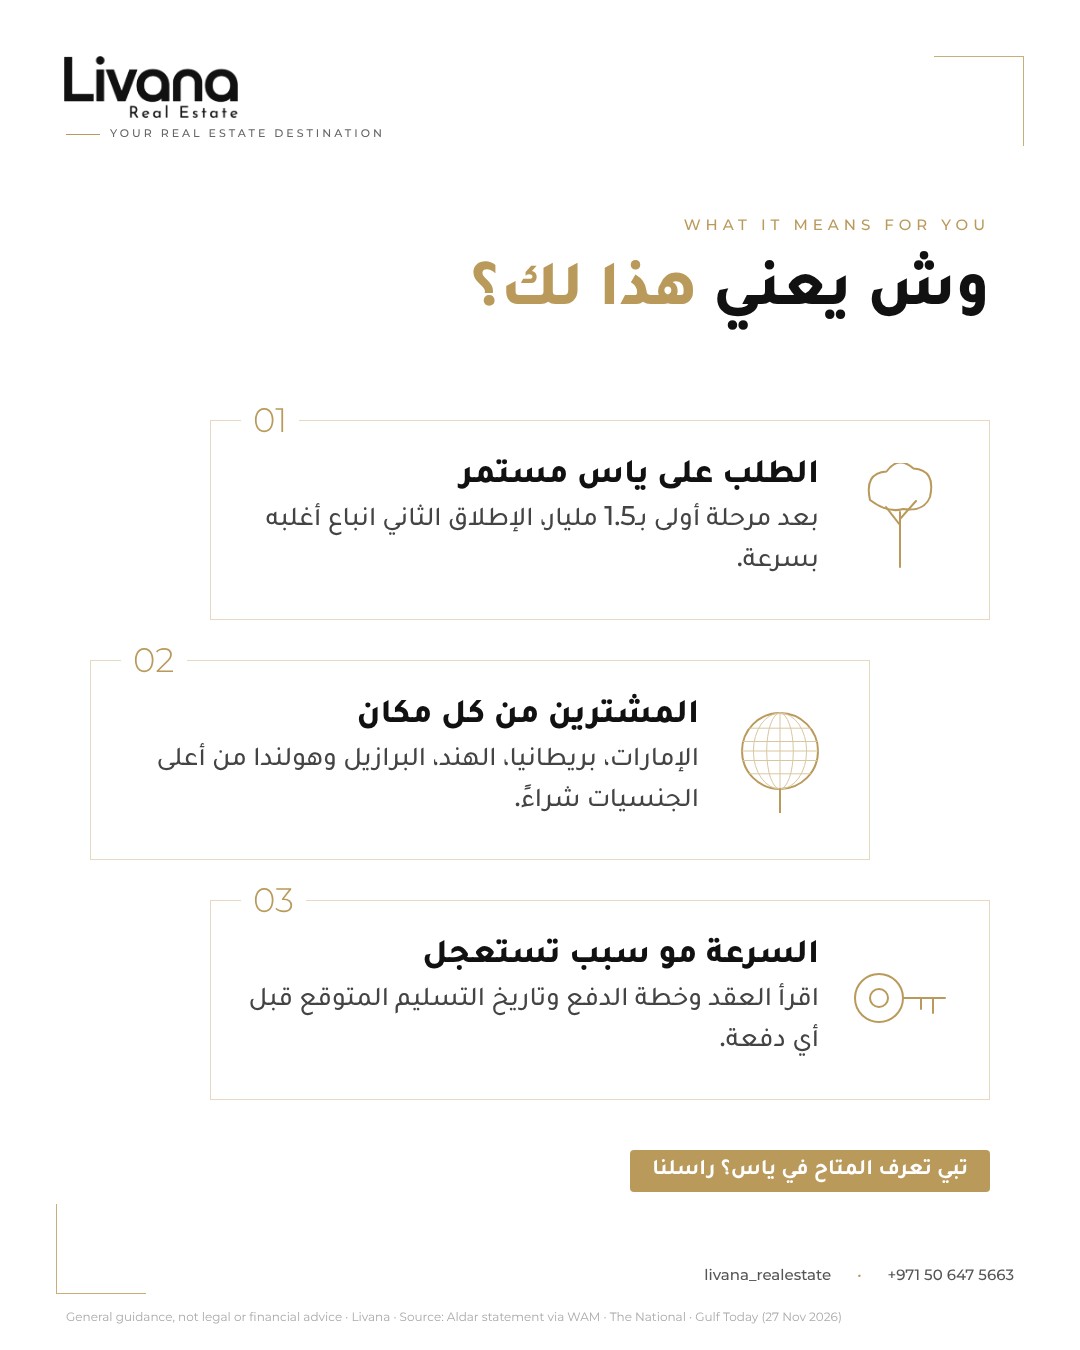 Livana
Real Estate
YOUR REAL ESTATE DESTINATION
WHAT IT MEANS FOR YOU
وش يعني هذا لك؟
01
الطلب على ياس مستمر
بعد مرحلة أولى بـ1.5 مليار، الإطلاق الثاني انباع أغلبه
بسرعة.
02
المشترين من كل مكان
الإمارات، بريطانيا، الهند، البرازيل وهولندا من أعلى
الجنسيات شراءً.
03
السرعة مو سبب تستعجل
اقرأ العقد وخطة الدفع وتاريخ التسليم المتوقع قبل
أي دفعة.
تبي تعرف المتاح في ياس؟ راسلنا
livana_realestate · +971 50 647 5663
General guidance, not legal or financial advice · Livana · Source: Aldar statement via WAM · The National · Gulf Today (27 Nov 2026)